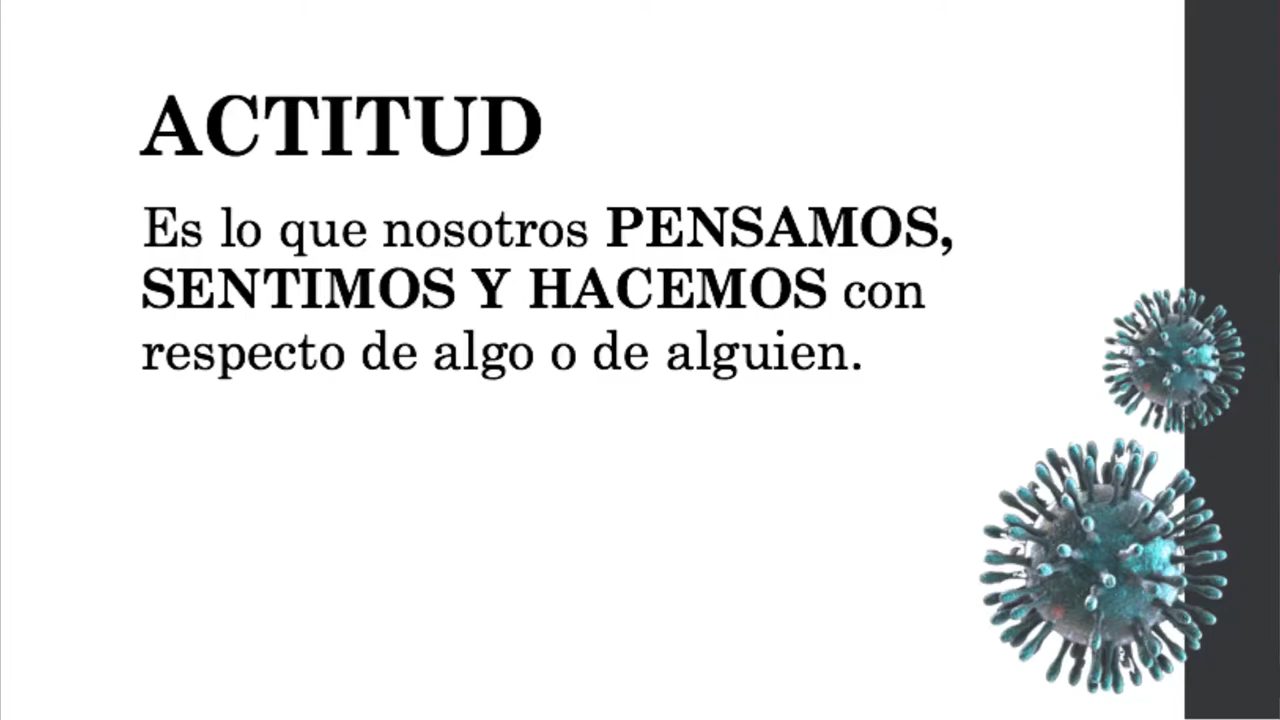 ACTITUD
Es lo que nosotros PENSAMOS,
SENTIMOS Y HACEMOS con
respecto de algo o de alguien.